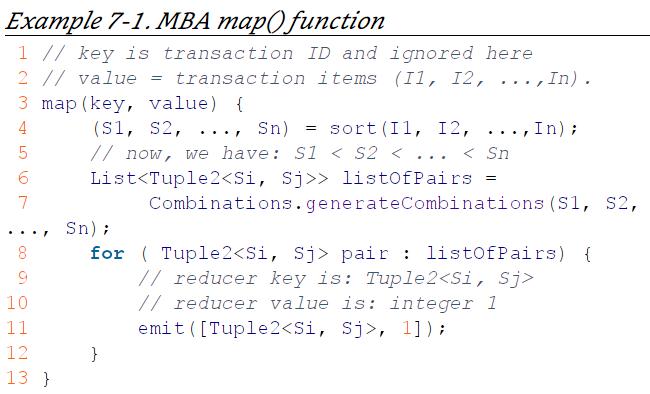 Example 7-1. MBA map() function
1 // key is transaction ID and ignored here
2 // value = transaction items (I1, I2, ...,In).
3 map(key, value) {
4     (S1, S2, ..., Sn) = sort(I1, I2, ...,In);
5     // now, we have: S1 < S2 < ... < Sn
6     List<Tuple2<Si, Sj>> listOfPairs =
7          Combinations.generateCombinations(S1, S2,
..., Sn);
8     for ( Tuple2<Si, Sj> pair : listOfPairs) {
9         // reducer key is: Tuple2<Si, Sj>
10         // reducer value is: integer 1
11         emit([Tuple2<Si, Sj>, 1]);
12     }
13 }